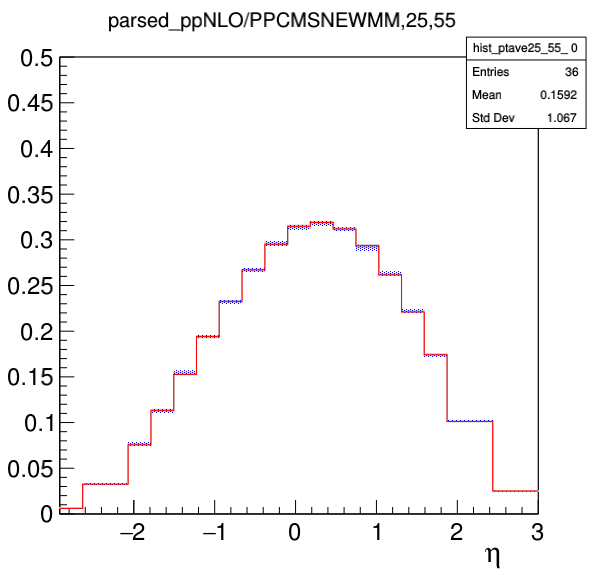 parsed_ppNLO/PPCMSNEWMM,25,55
hist_ptave25_55_ 0
Entries 36
Mean 0.1592
Std Dev 1.067
0.5
0.45
0.4
0.35
0.3
0.25
0.2
0.15
0.1
0.05
0
−2 −1 0 1 2 3
η